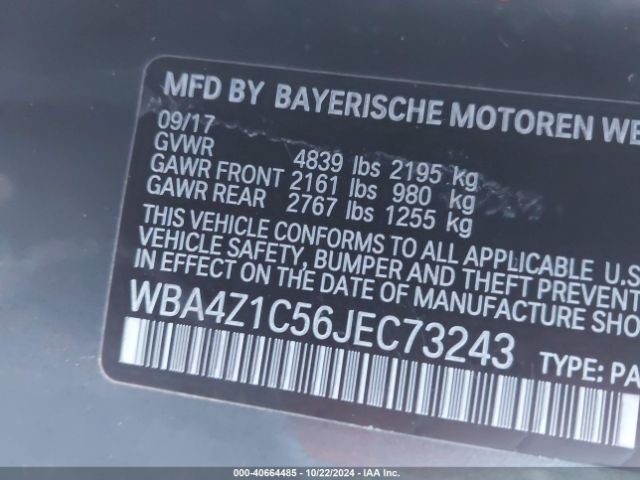 MFD BY BAYERISCHE MOTOREN WE
09/17
GVWR 4839 lbs 2195 kg
GAWR FRONT 2161 lbs 980 kg
GAWR REAR 2767 lbs 1255 kg
THIS VEHICLE CONFORMS TO ALL APPLICABLE U.S
VEHICLE SAFETY, BUMPER AND THEFT PREVENT
IN EFFECT ON THE DATE OF MANUFACTURE SHO
WBA4Z1C56JEC73243 TYPE: PA
000-40664485 - 10/22/2024 - IAA Inc.